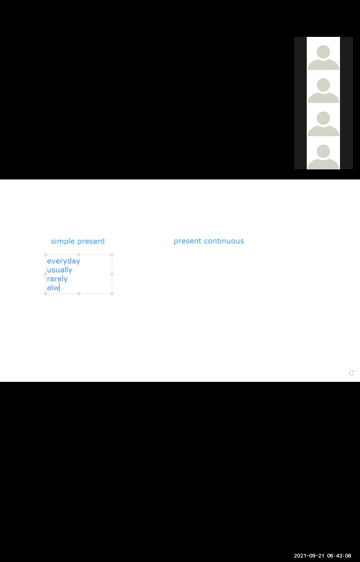 simple present
present continuous
everyday
usually
rarely
alw
2021-09-21 06:43:08